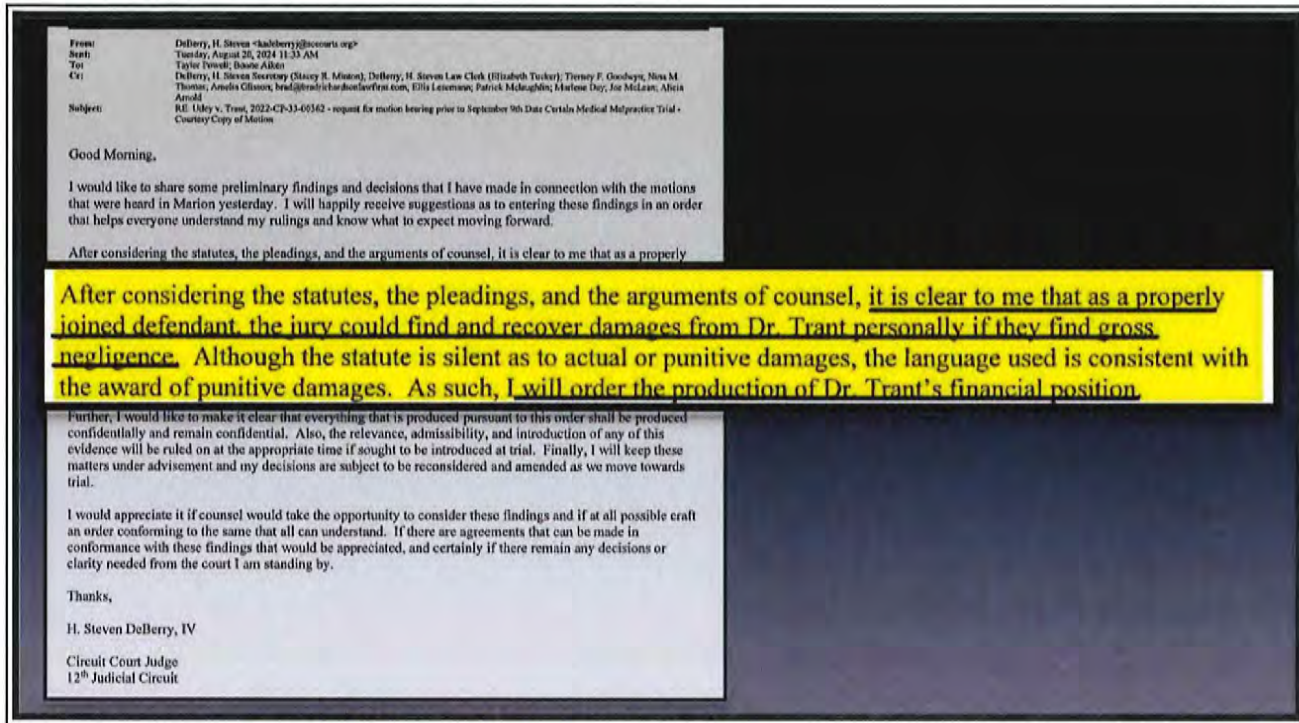 From: DeBerry, H. Steven <hsdeberryj@sccourts.org>
Sent: Tuesday, August 20, 2024 11:33 AM
To: Taylor Powell; Boone Aiken
Cc: DeBerry, H. Steven Secretary (Stacey R. Minton); DeBerry, H. Steven Law Clerk (Elizabeth Tucker); Tierney F. Goodwyn; Nina M.
Thomas; Amelia Glisson; brad@bradrichardsonlawfirm.com; Ellis Lesemann; Patrick Mclaughlin; Marlene Dey; Joe McLean; Alicia
Arnold
Subject: RE: Utley v. Trant, 2022-CP-33-00362 - request for motion hearing prior to September 9th Date Certain Medical Malpractice Trial -
Courtesy Copy of Motion
Good Morning,
I would like to share some preliminary findings and decisions that I have made in connection with the motions
that were heard in Marion yesterday. I will happily receive suggestions as to entering these findings in an order
that helps everyone understand my rulings and know what to expect moving forward.
After considering the statutes, the pleadings, and the arguments of counsel, it is clear to me that as a properly
After considering the statutes, the pleadings, and the arguments of counsel, it is clear to me that as a properly
joined defendant, the jury could find and recover damages from Dr. Trant personally if they find gross
negligence. Although the statute is silent as to actual or punitive damages, the language used is consistent with
the award of punitive damages. As such, I will order the production of Dr. Trant's financial position.
Further, I would like to make it clear that everything that is produced pursuant to this order shall be produced
confidentially and remain confidential. Also, the relevance, admissibility, and introduction of any of this
evidence will be ruled on at the appropriate time if sought to be introduced at trial. Finally, I will keep these
matters under advisement and my decisions are subject to be reconsidered and amended as we move towards
trial.
I would appreciate it if counsel would take the opportunity to consider these findings and if at all possible craft
an order conforming to the same that all can understand. If there are agreements that can be made in
conformance with these findings that would be appreciated, and certainly if there remain any decisions or
clarity needed from the court I am standing by.
Thanks,
H. Steven DeBerry, IV
Circuit Court Judge
12th Judicial Circuit